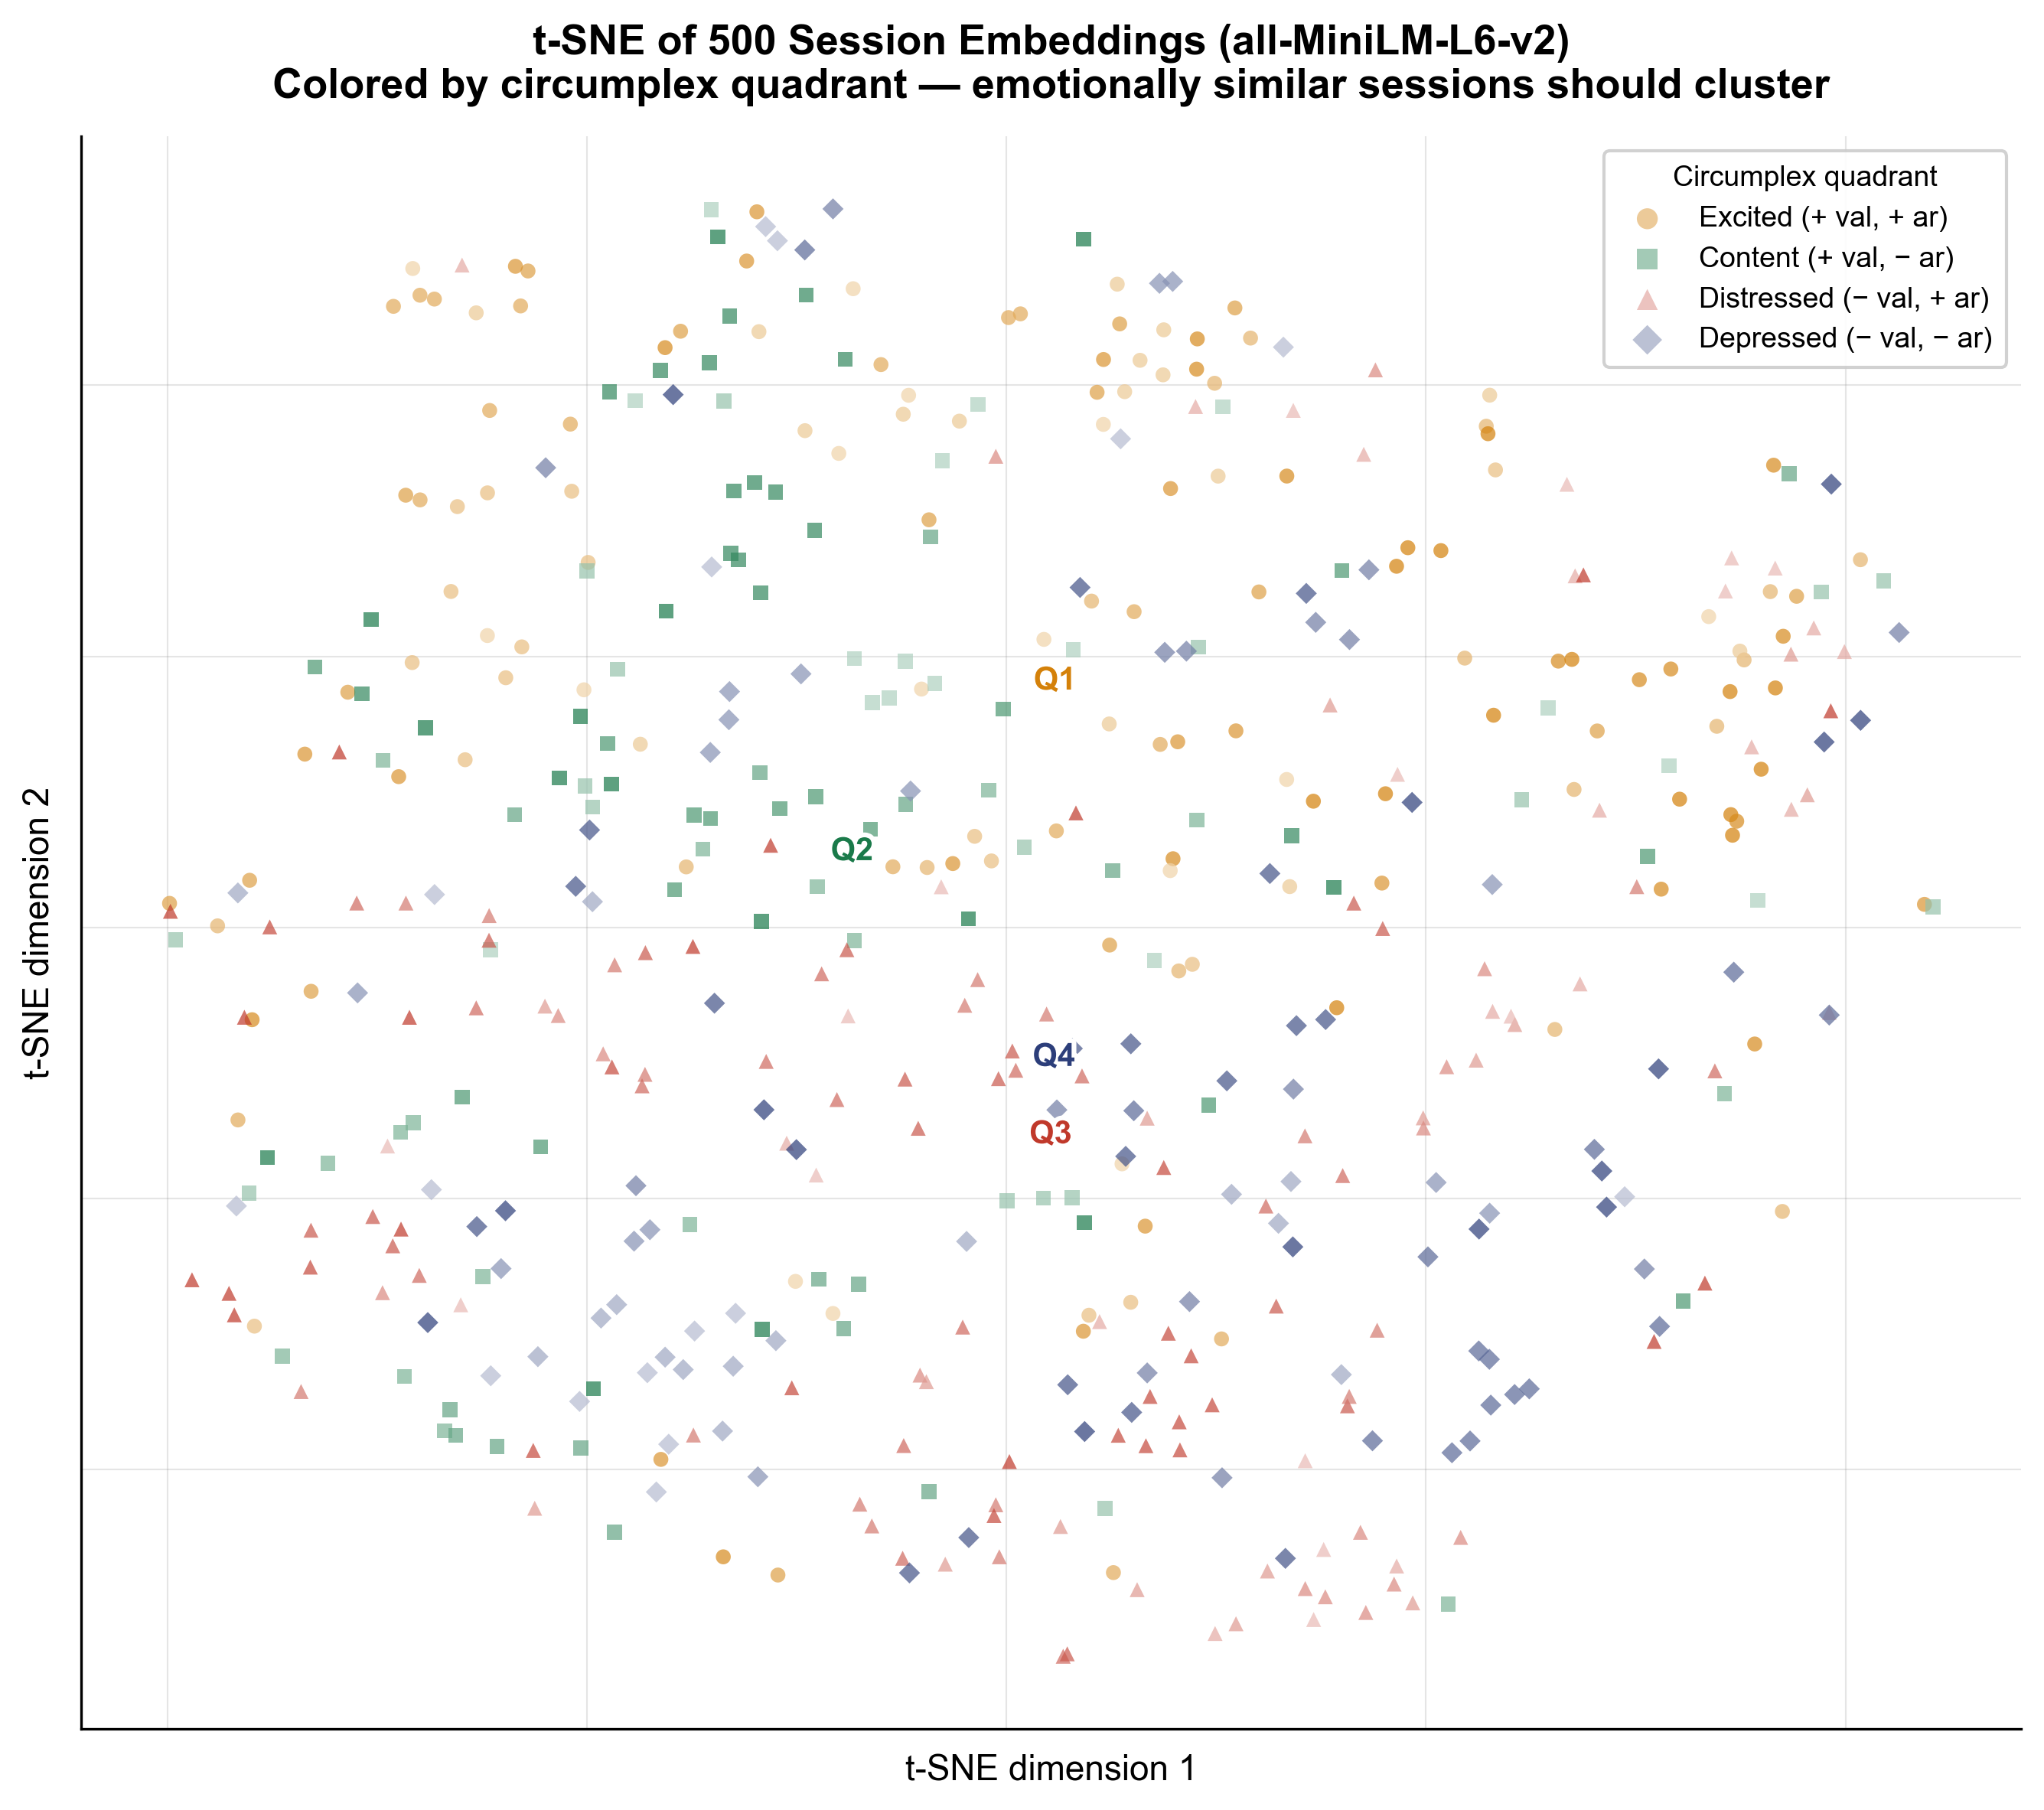 t-SNE of 500 Session Embeddings (all-MiniLM-L6-v2)
Colored by circumplex quadrant — emotionally similar sessions should cluster
Circumplex quadrant
Excited (+ val, + ar)
Content (+ val, − ar)
Distressed (− val, + ar)
Depressed (− val, − ar)
Q1
Q2
Q4
Q3
t-SNE dimension 2
t-SNE dimension 1